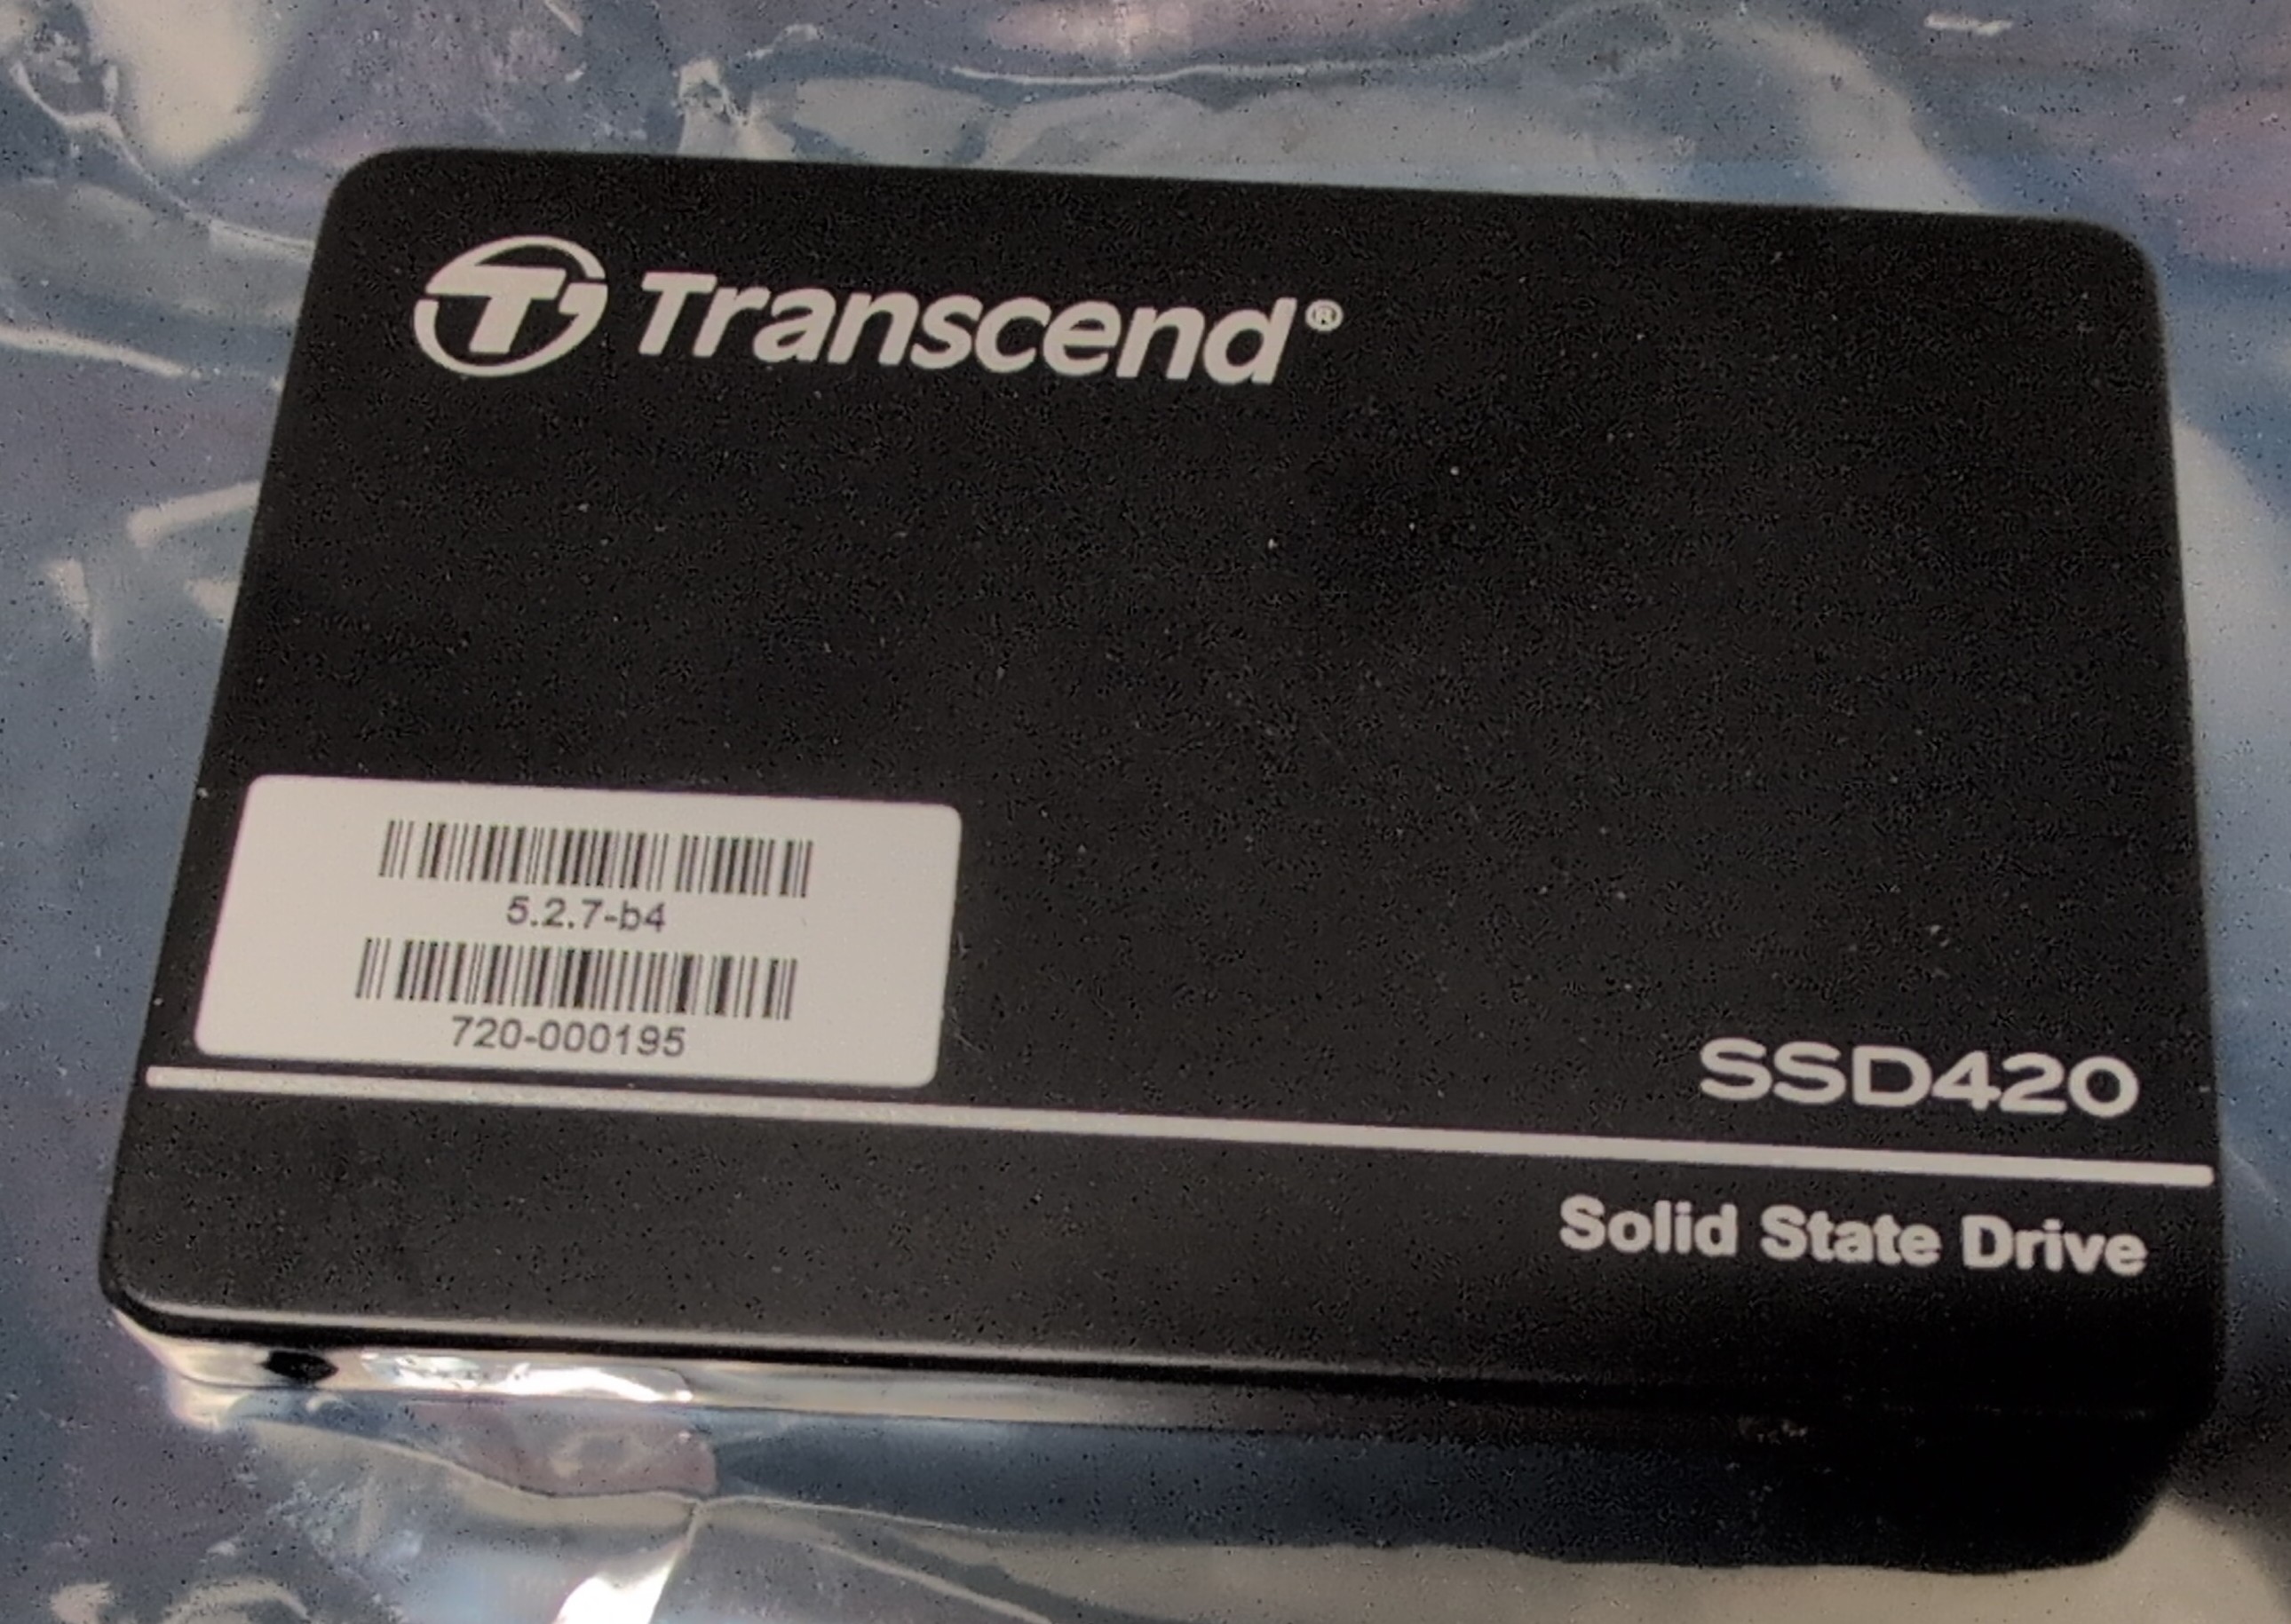 Transcend®
5.2.7-b4
720-000195
SSD420
Solid State Drive